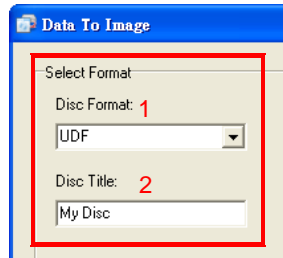 Data To Image
Select Format
Disc Format: 1
UDF
Disc Title: 2
My Disc